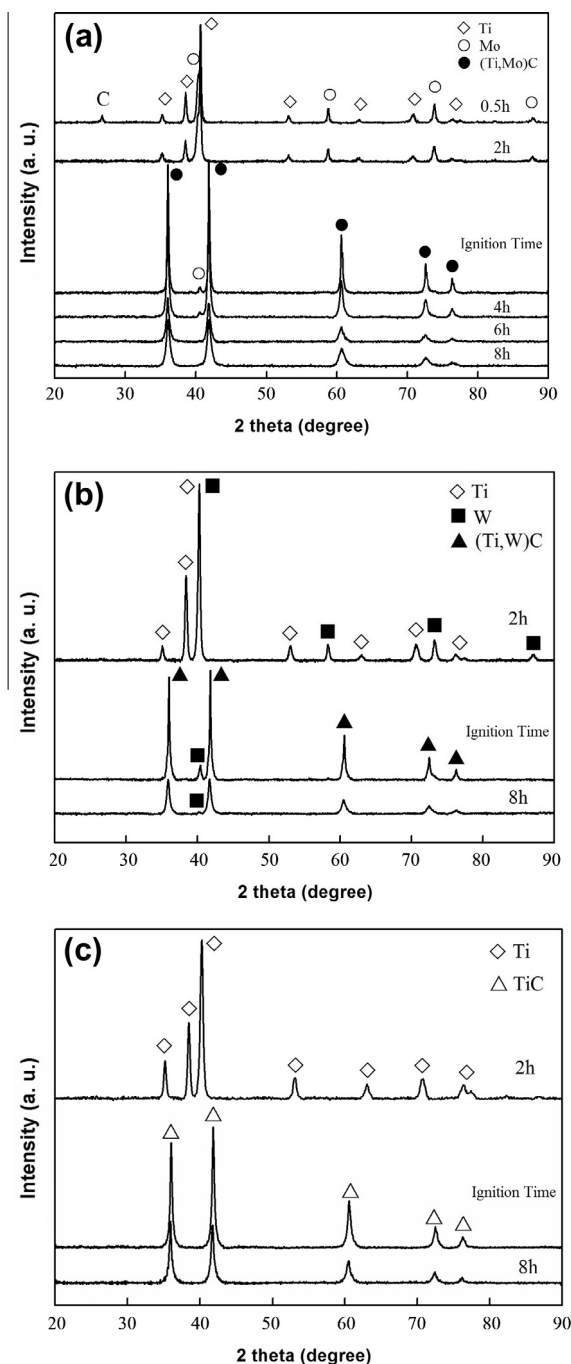 (a)
Ti
Mo
(Ti,Mo)C
C
0.5h
2h
Ignition Time
4h
6h
8h
Intensity (a. u.)
20 30 40 50 60 70 80 90
2 theta (degree)
(b)
Ti
W
(Ti,W)C
2h
Ignition Time
8h
Intensity (a. u.)
20 30 40 50 60 70 80 90
2 theta (degree)
(c)
Ti
TiC
2h
Ignition Time
8h
Intensity (a. u.)
20 30 40 50 60 70 80 90
2 theta (degree)